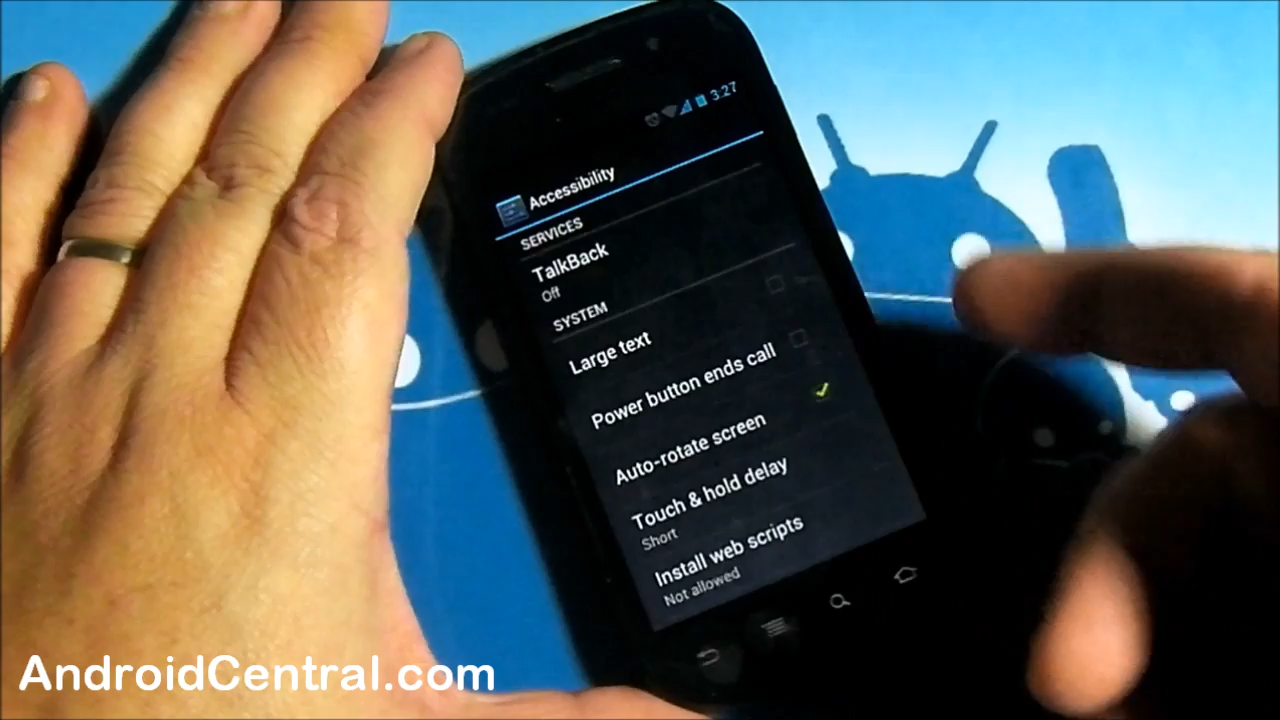 3:27
Accessibility
SERVICES
TalkBack
Off
SYSTEM
Large text
Power button ends call
Auto-rotate screen
Touch & hold delay
Short
Install web scripts
Not allowed
AndroidCentral.com